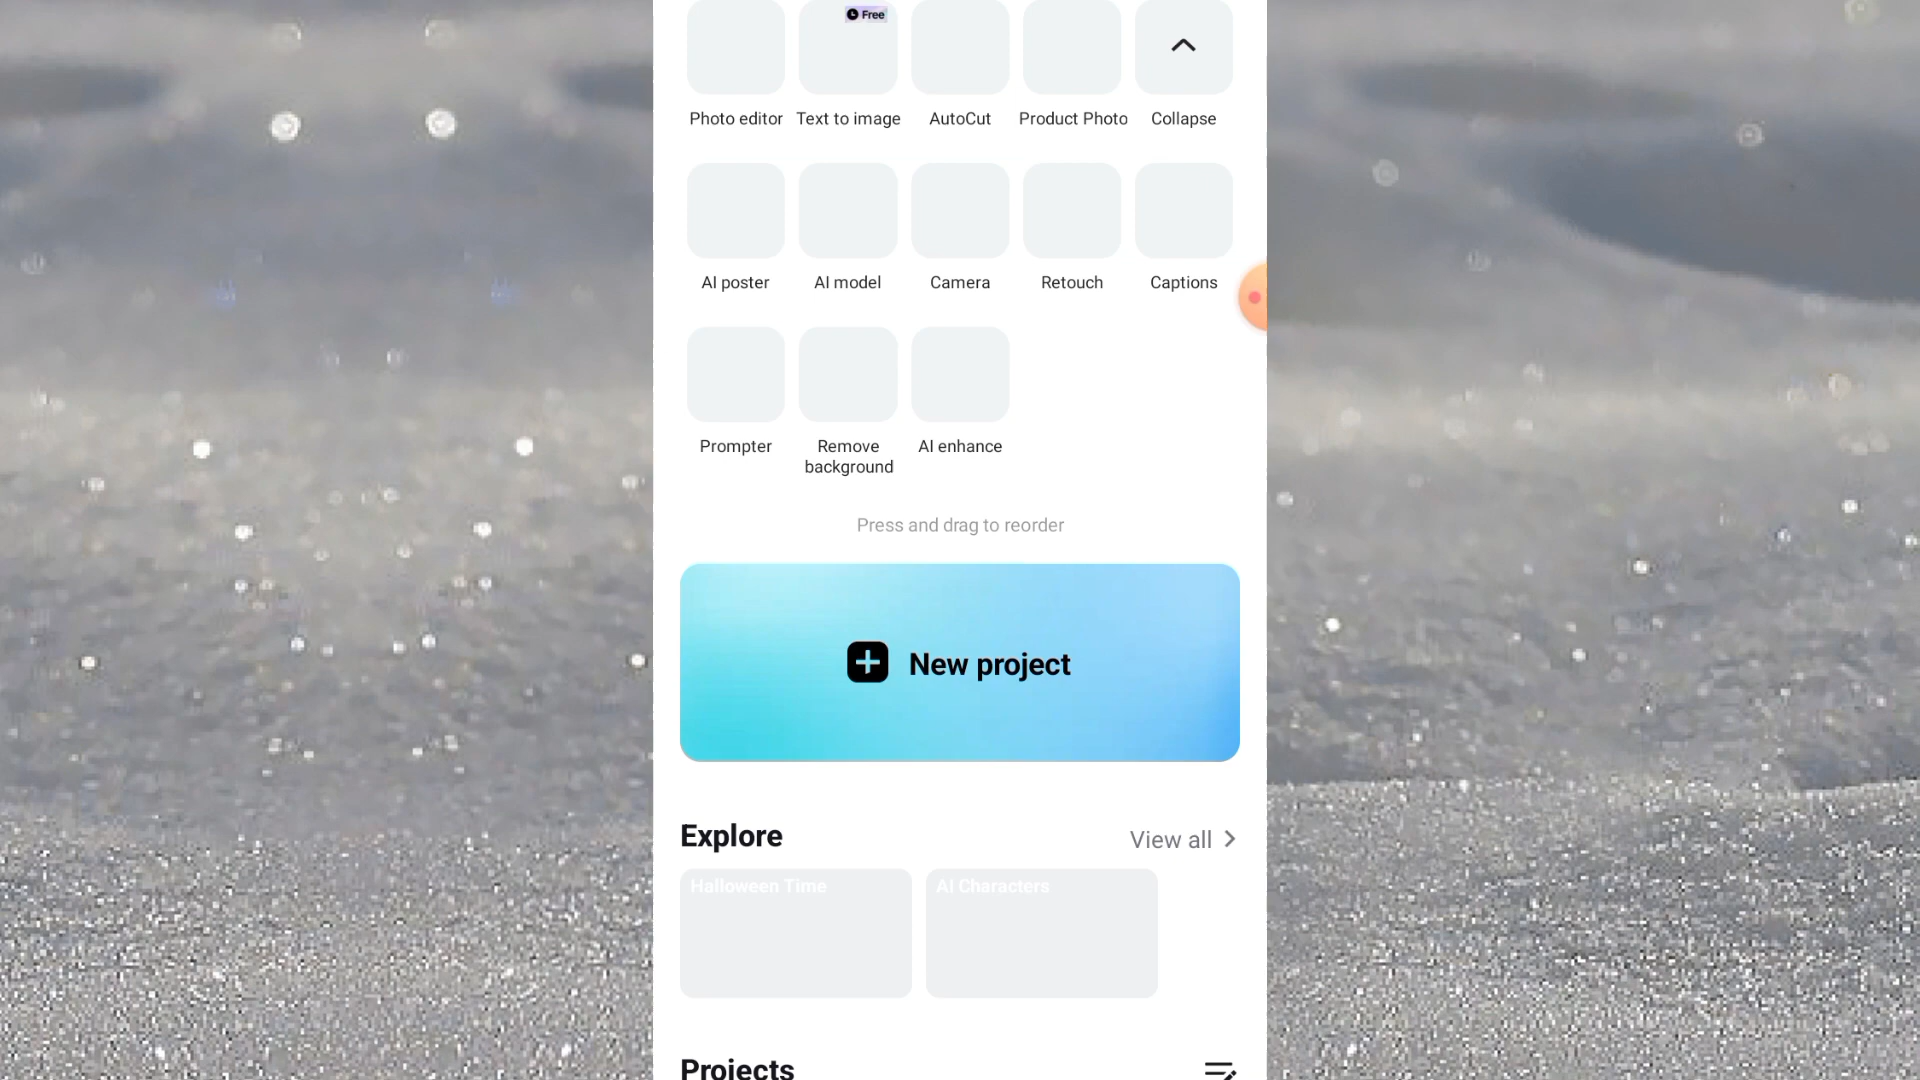 Free
Photo editor
Text to image
AutoCut
Product Photo
Collapse
AI poster
AI model
Camera
Retouch
Captions
Prompter
Remove
background
AI enhance
Press and drag to reorder
New project
Explore
View all
Halloween Time
AI Characters
Projects